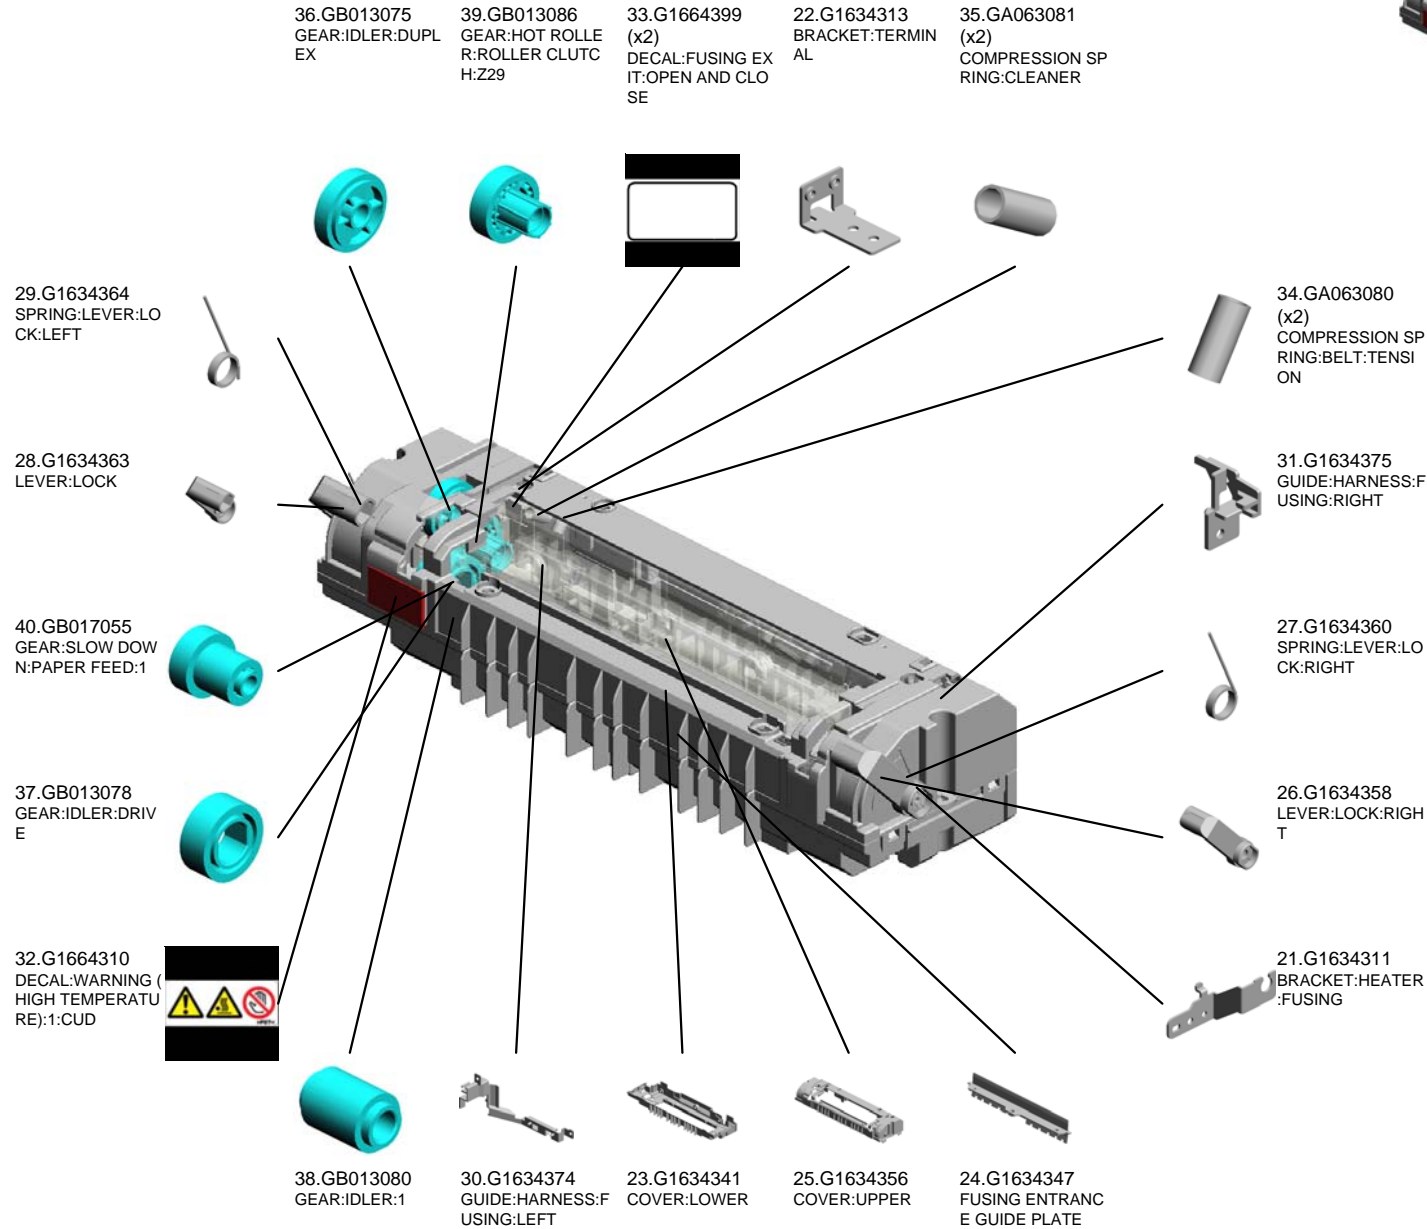 36.GB013075
GEAR:IDLER:DUPL
EX
39.GB013086
GEAR:HOT ROLLE
R:ROLLER CLUTC
H:Z29
33.G1664399
(x2)
DECAL:FUSING EX
IT:OPEN AND CLO
SE
22.G1634313
BRACKET:TERMIN
AL
35.GA063081
(x2)
COMPRESSION SP
RING:CLEANER
29.G1634364
SPRING:LEVER:LO
CK:LEFT
34.GA063080
(x2)
COMPRESSION SP
RING:BELT:TENSI
ON
28.G1634363
LEVER:LOCK
31.G1634375
GUIDE:HARNESS:F
USING:RIGHT
40.GB017055
GEAR:SLOW DOW
N:PAPER FEED:1
27.G1634360
SPRING:LEVER:LO
CK:RIGHT
37.GB013078
GEAR:IDLER:DRIV
E
26.G1634358
LEVER:LOCK:RIGH
T
32.G1664310
DECAL:WARNING (
HIGH TEMPERATU
RE):1:CUD
21.G1634311
BRACKET:HEATER
:FUSING
38.GB013080
GEAR:IDLER:1
30.G1634374
GUIDE:HARNESS:F
USING:LEFT
23.G1634341
COVER:LOWER
25.G1634356
COVER:UPPER
24.G1634347
FUSING ENTRANC
E GUIDE PLATE